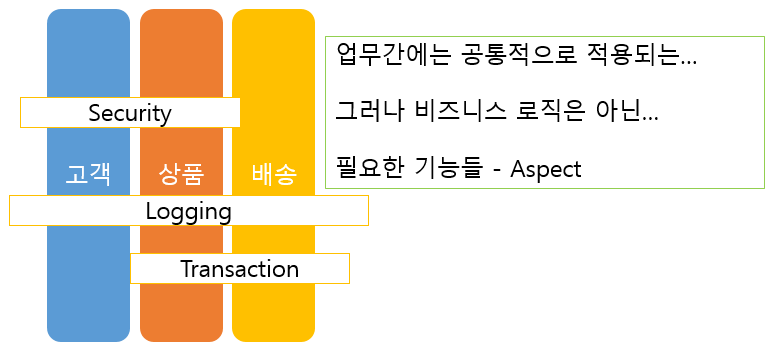 Security
고객
상품
배송
Logging
Transaction
업무간에는 공통적으로 적용되는...
그러나 비즈니스 로직은 아닌...
필요한 기능들 - Aspect